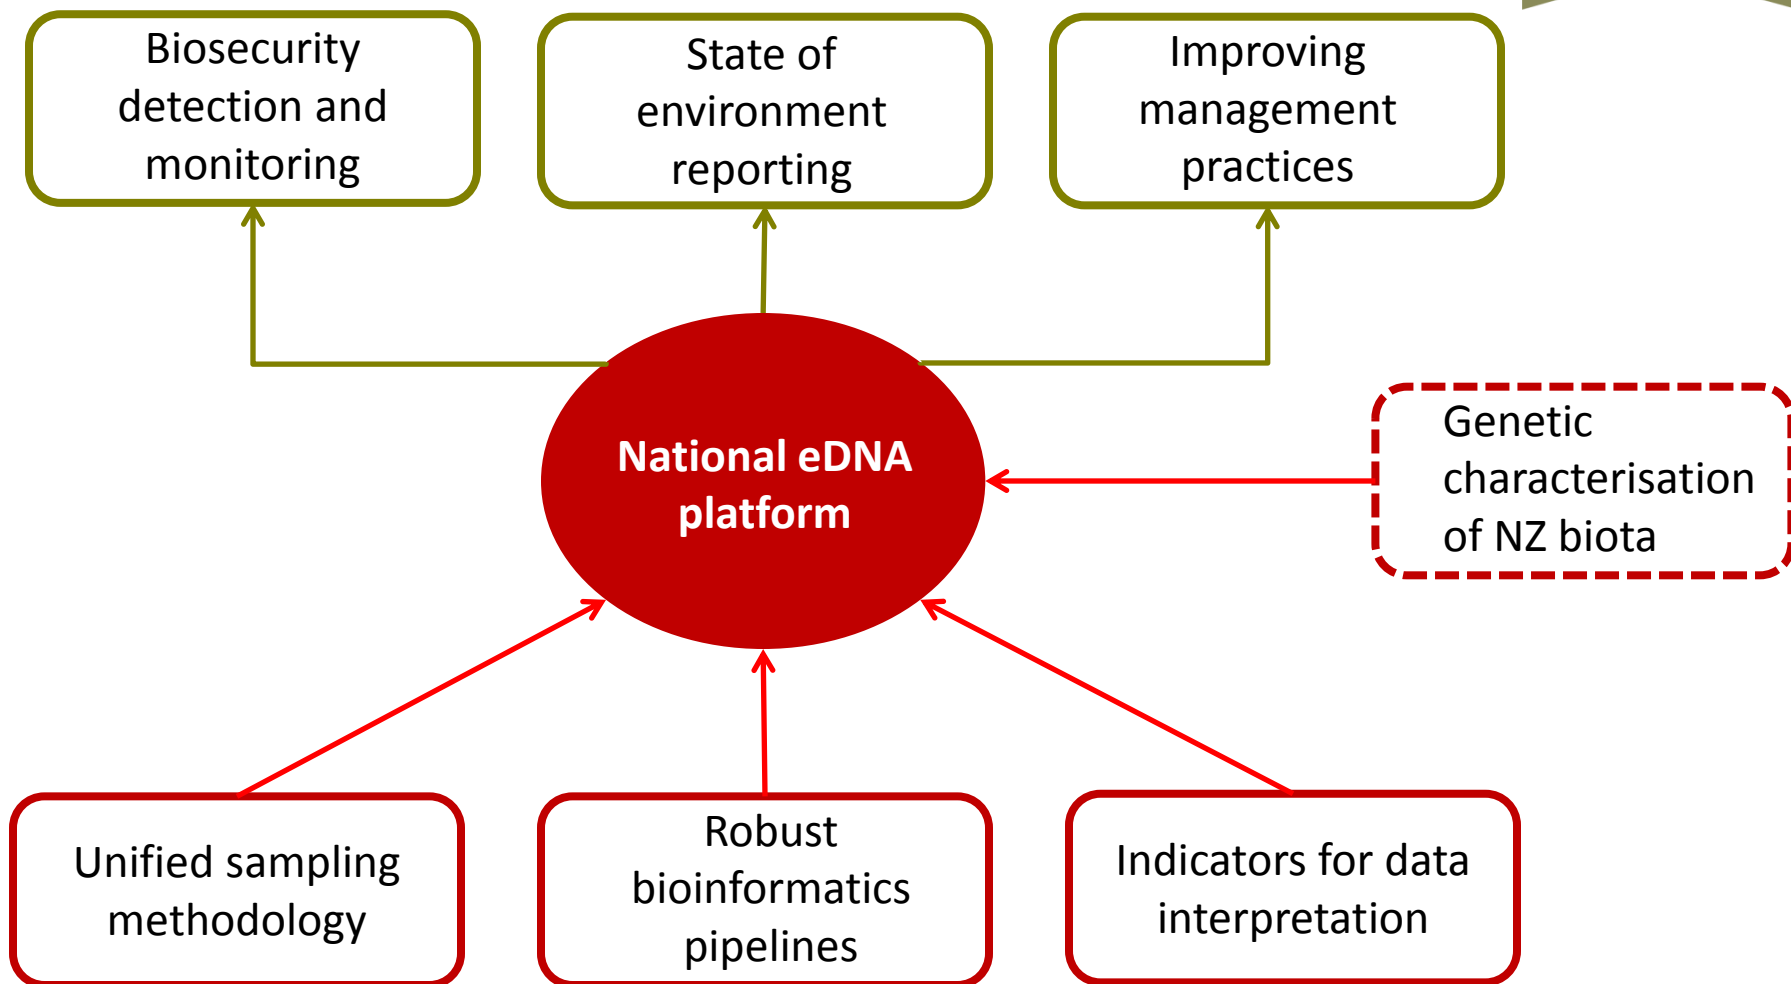 Biosecurity
detection and
monitoring
State of
environment
reporting
Improving
management
practices
National eDNA
platform
Genetic
characterisation
of NZ biota
Unified sampling
methodology
Robust
bioinformatics
pipelines
Indicators for data
interpretation